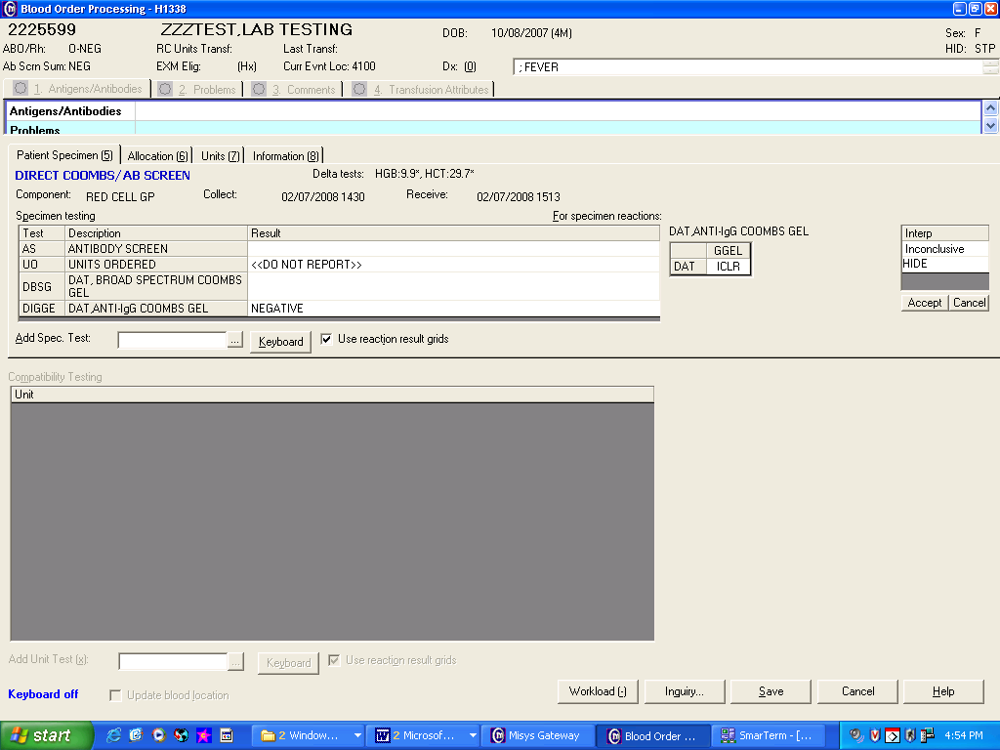 Blood Order Processing - H1338
2225599 ZZZTEST,LAB TESTING DOB: 10/08/2007 (4M) Sex: F
ABO/Rh: O-NEG RC Units Transf: Last Transf: HID: STP
Ab Scrn Sum: NEG EXM Elig: (Hx) Curr Evnt Loc: 4100 Dx: (0) ; FEVER
1. Antigens/Antibodies 2. Problems 3. Comments 4. Transfusion Attributes
Antigens/Antibodies
Problems
Patient Specimen (5) Allocation (6) Units (7) Information (8)
DIRECT COOMBS/AB SCREEN Delta tests: HGB:9.9*, HCT:29.7*
Component: RED CELL GP Collect: 02/07/2008 1430 Receive: 02/07/2008 1513
Specimen testing For specimen reactions:
Test Description Result
AS ANTIBODY SCREEN
UO UNITS ORDERED <<DO NOT REPORT>>
DBSG DAT, BROAD SPECTRUM COOMBS
GEL
DIGGE DAT,ANTI-IgG COOMBS GEL NEGATIVE
DAT,ANTI-IgG COOMBS GEL
GGEL
DAT ICLR
Interp
Inconclusive
HIDE
Accept Cancel
Add Spec. Test: ... Keyboard Use reaction result grids
Compatibility Testing
Unit
Add Unit Test (x): ... Keyboard Use reaction result grids
Workload (-) Inquiry... Save Cancel Help
Keyboard off Update blood location
start 2 Window... 2 Microsof... Misys Gateway Blood Order ... SmarTerm - [... 4:54 PM